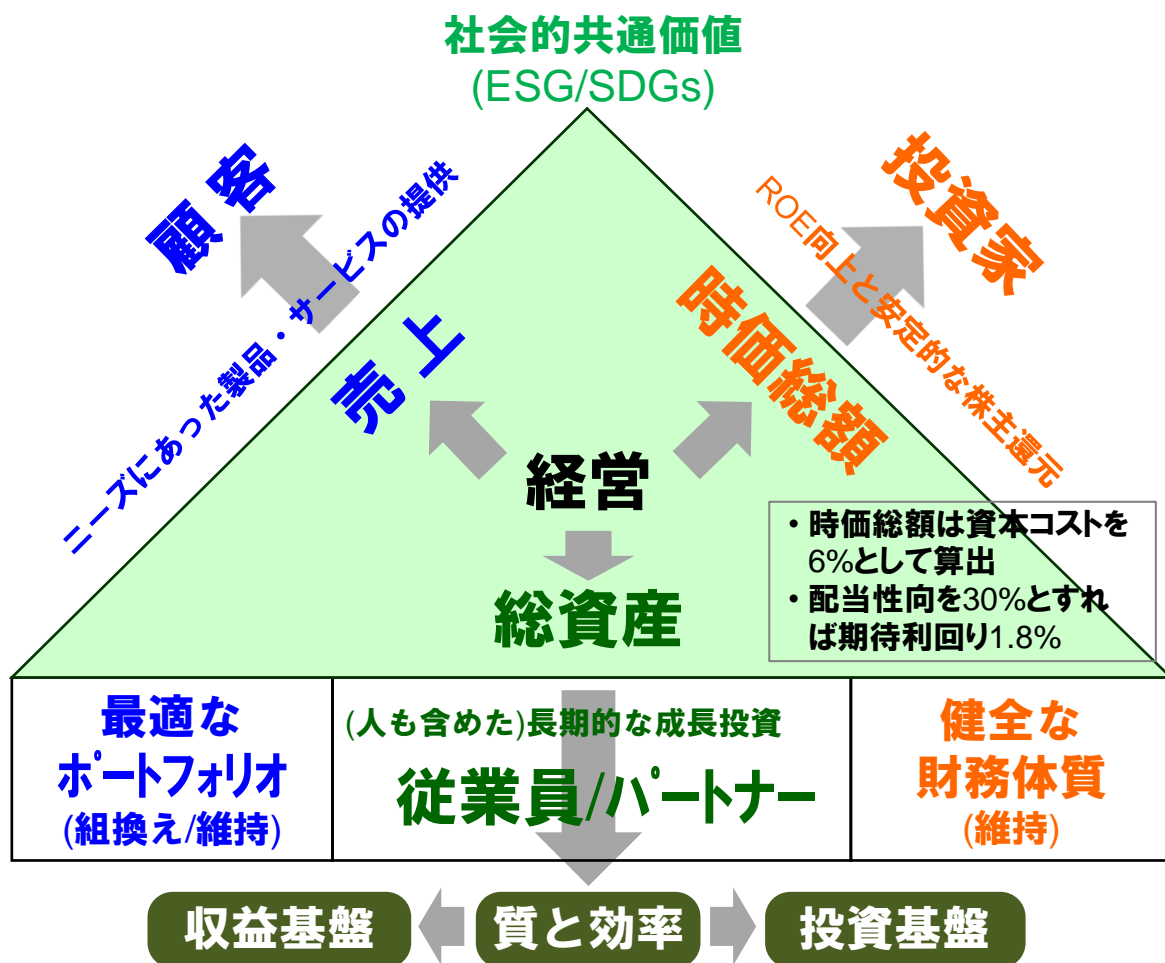 社会的共通価値
(ESG/SDGs)
顧客
ニーズにあった製品・サービスの提供
売上
投資家
ROE向上と安定的な株主還元
時価総額
経営
総資産
・時価総額は資本コストを
6%として算出
・配当性向を30%とすれ
ば期待利回り1.8%
最適な
ポートフォリオ
(組換え/維持)
(人も含めた)長期的な成長投資
従業員/パートナー
健全な
財務体質
(維持)
収益基盤
質と効率
投資基盤